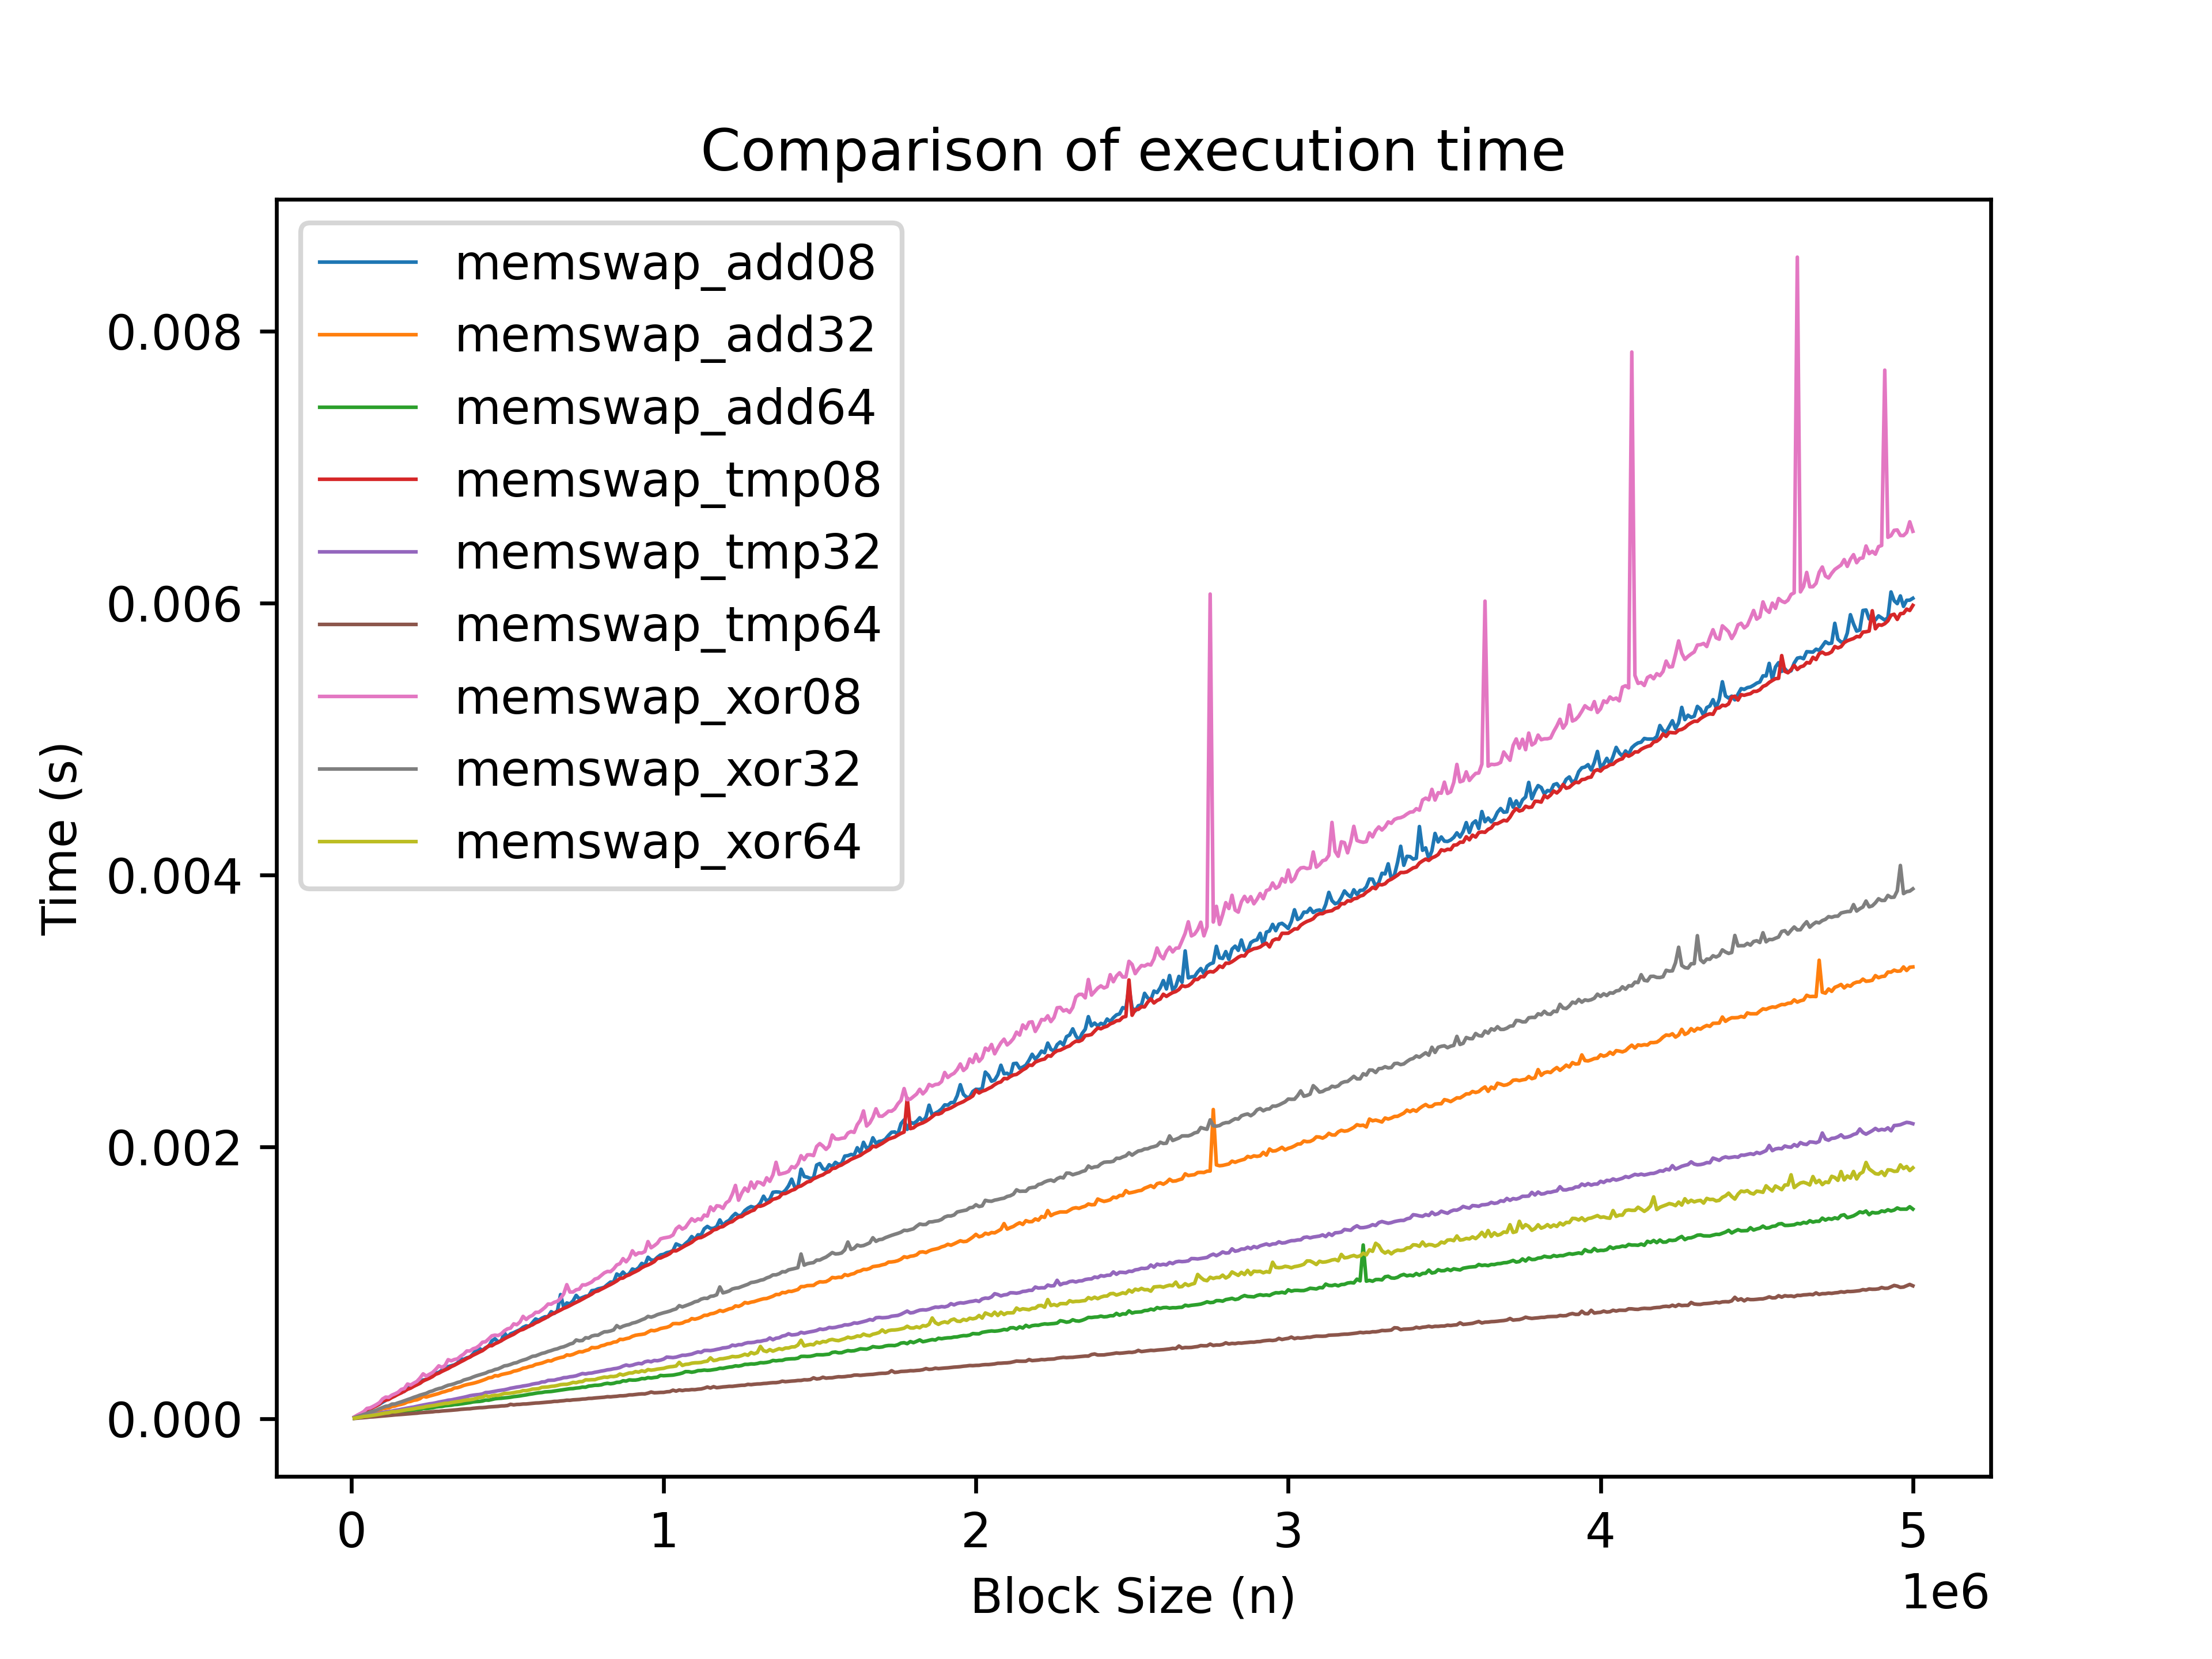 Comparison of execution time
memswap_add08
memswap_add32
memswap_add64
memswap_tmp08
memswap_tmp32
memswap_tmp64
memswap_xor08
memswap_xor32
memswap_xor64
0.008
0.006
0.004
0.002
0.000
Time (s)
0 1 2 3 4 5
1e6
Block Size (n)